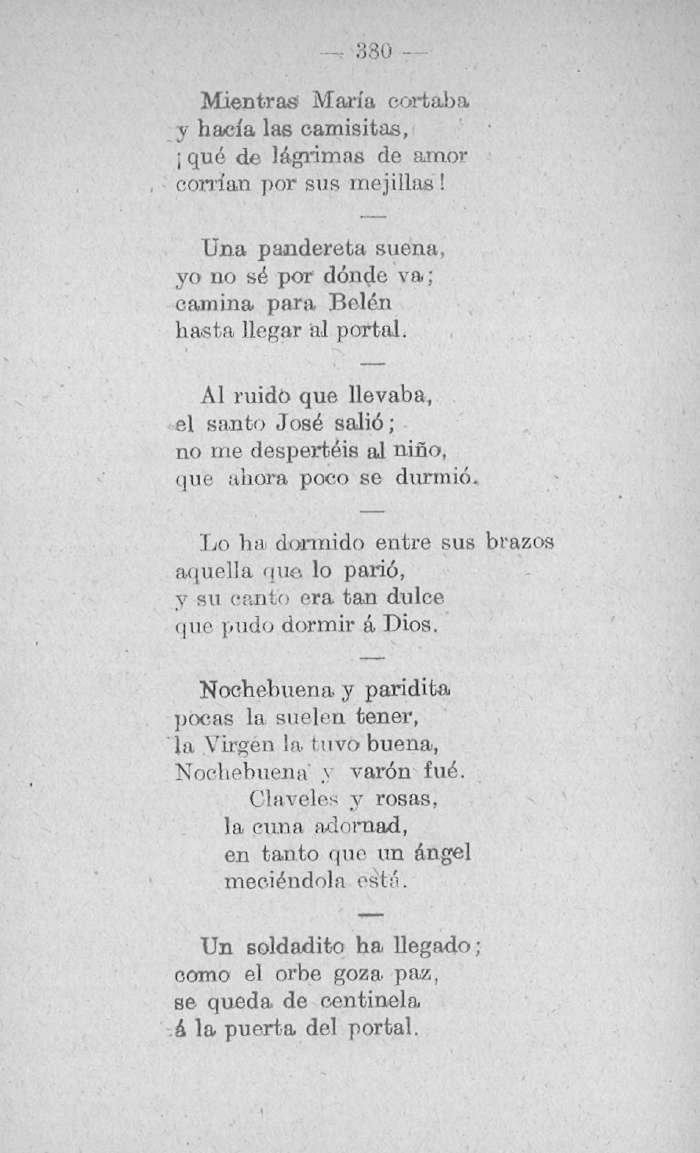 — 380 —
Mientras María cortaba
y hacía las camisitas,
¡qué de lágrimas de amor
corrían por sus mejillas!
—
Una pandereta suena,
yo no sé por dónde va;
camina para Belén
hasta llegar al portal.
—
Al ruido que llevaba,
el santo José salió;
no me despertéis al niño,
que ahora poco se durmió.
—
Lo ha dormido entre sus brazos
aquella que lo parió,
y su canto era tan dulce
que pudo dormir á Dios.
—
Nochebuena y paridita
pocas la suelen tener,
la Virgen la tuvo buena,
Nochebuena y varón fué.
Claveles y rosas,
la cuna adornad,
en tanto que un ángel
meciéndola está.
—
Un soldadito ha llegado;
como el orbe goza paz,
se queda de centinela
á la puerta del portal.